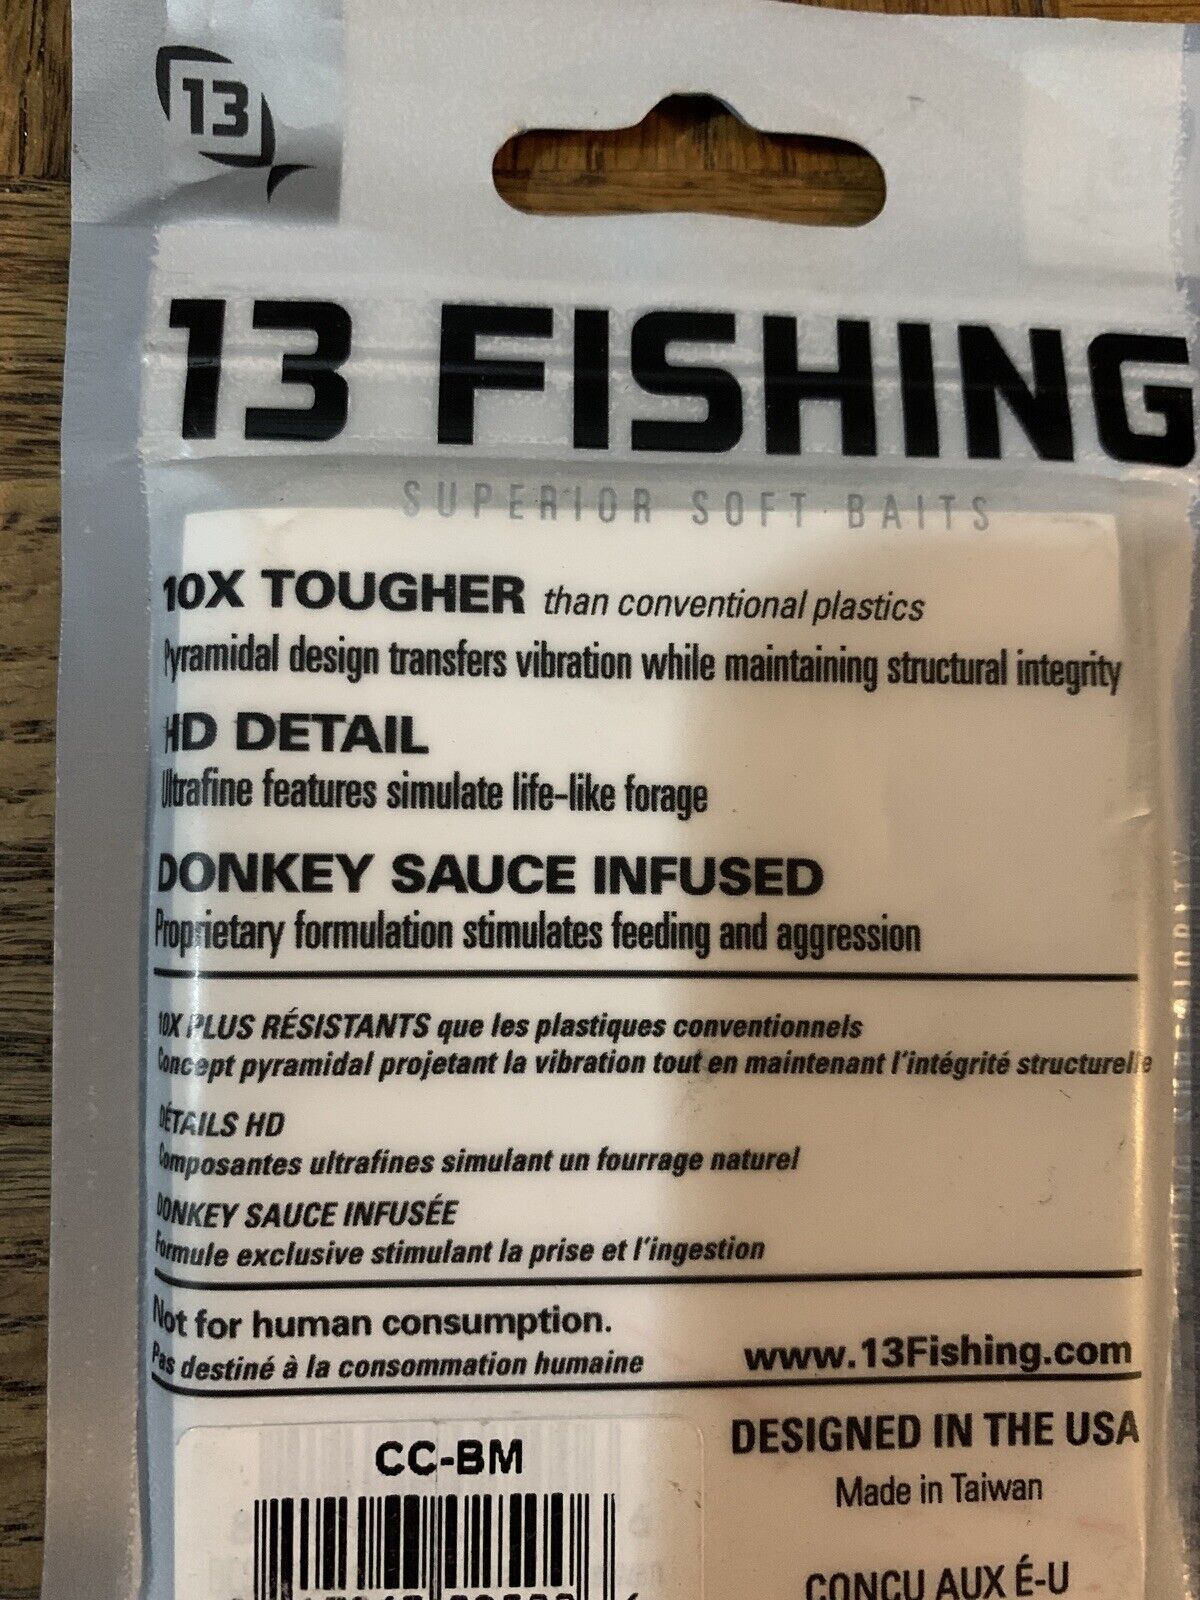 13
13 FISHING
SUPERIOR SOFT BAITS
10X TOUGHER than conventional plastics
Pyramidal design transfers vibration while maintaining structural integrity
HD DETAIL
Ultrafine features simulate life-like forage
DONKEY SAUCE INFUSED
Proprietary formulation stimulates feeding and aggression
10X PLUS RÉSISTANTS que les plastiques conventionnels
Concept pyramidal projetant la vibration tout en maintenant l'intégrité structurelle
DÉTAILS HD
Composantes ultrafines simulant un fourrage naturel
DONKEY SAUCE INFUSÉE
Formule exclusive stimulant la prise et l'ingestion
Not for human consumption.
Pas destiné à la consommation humaine
www.13Fishing.com
CC-BM
DESIGNED IN THE USA
Made in Taiwan
CONÇU AUX É-U